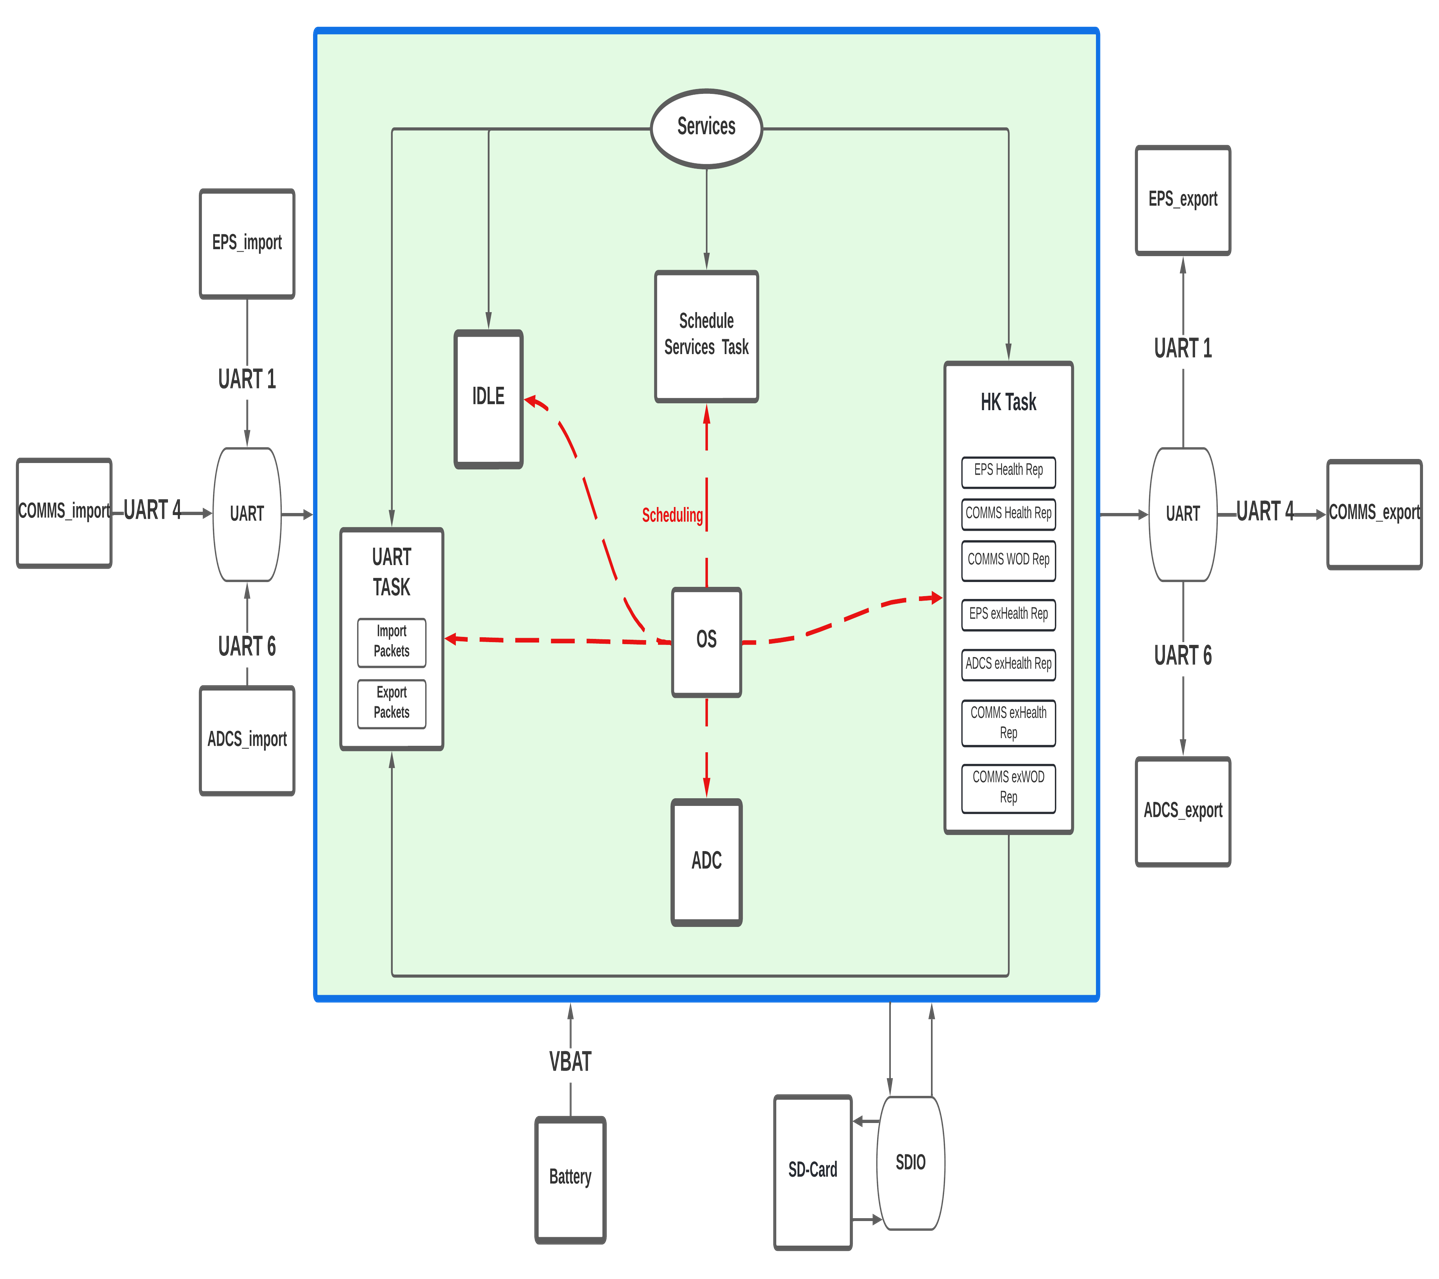 Services
EPS_import
UART 1
COMMS_import
UART 4
UART
UART 6
ADCS_import
IDLE
Schedule
Services Task
Scheduling
UART
TASK
Import
Packets
Export
Packets
OS
ADC
HK Task
EPS Health Rep
COMMS Health Rep
COMMS WOD Rep
EPS exHealth Rep
ADCS exHealth Rep
COMMS exHealth
Rep
COMMS exWOD
Rep
EPS_export
UART 1
UART
UART 4
COMMS_export
UART 6
ADCS_export
VBAT
Battery
SD-Card
SDIO